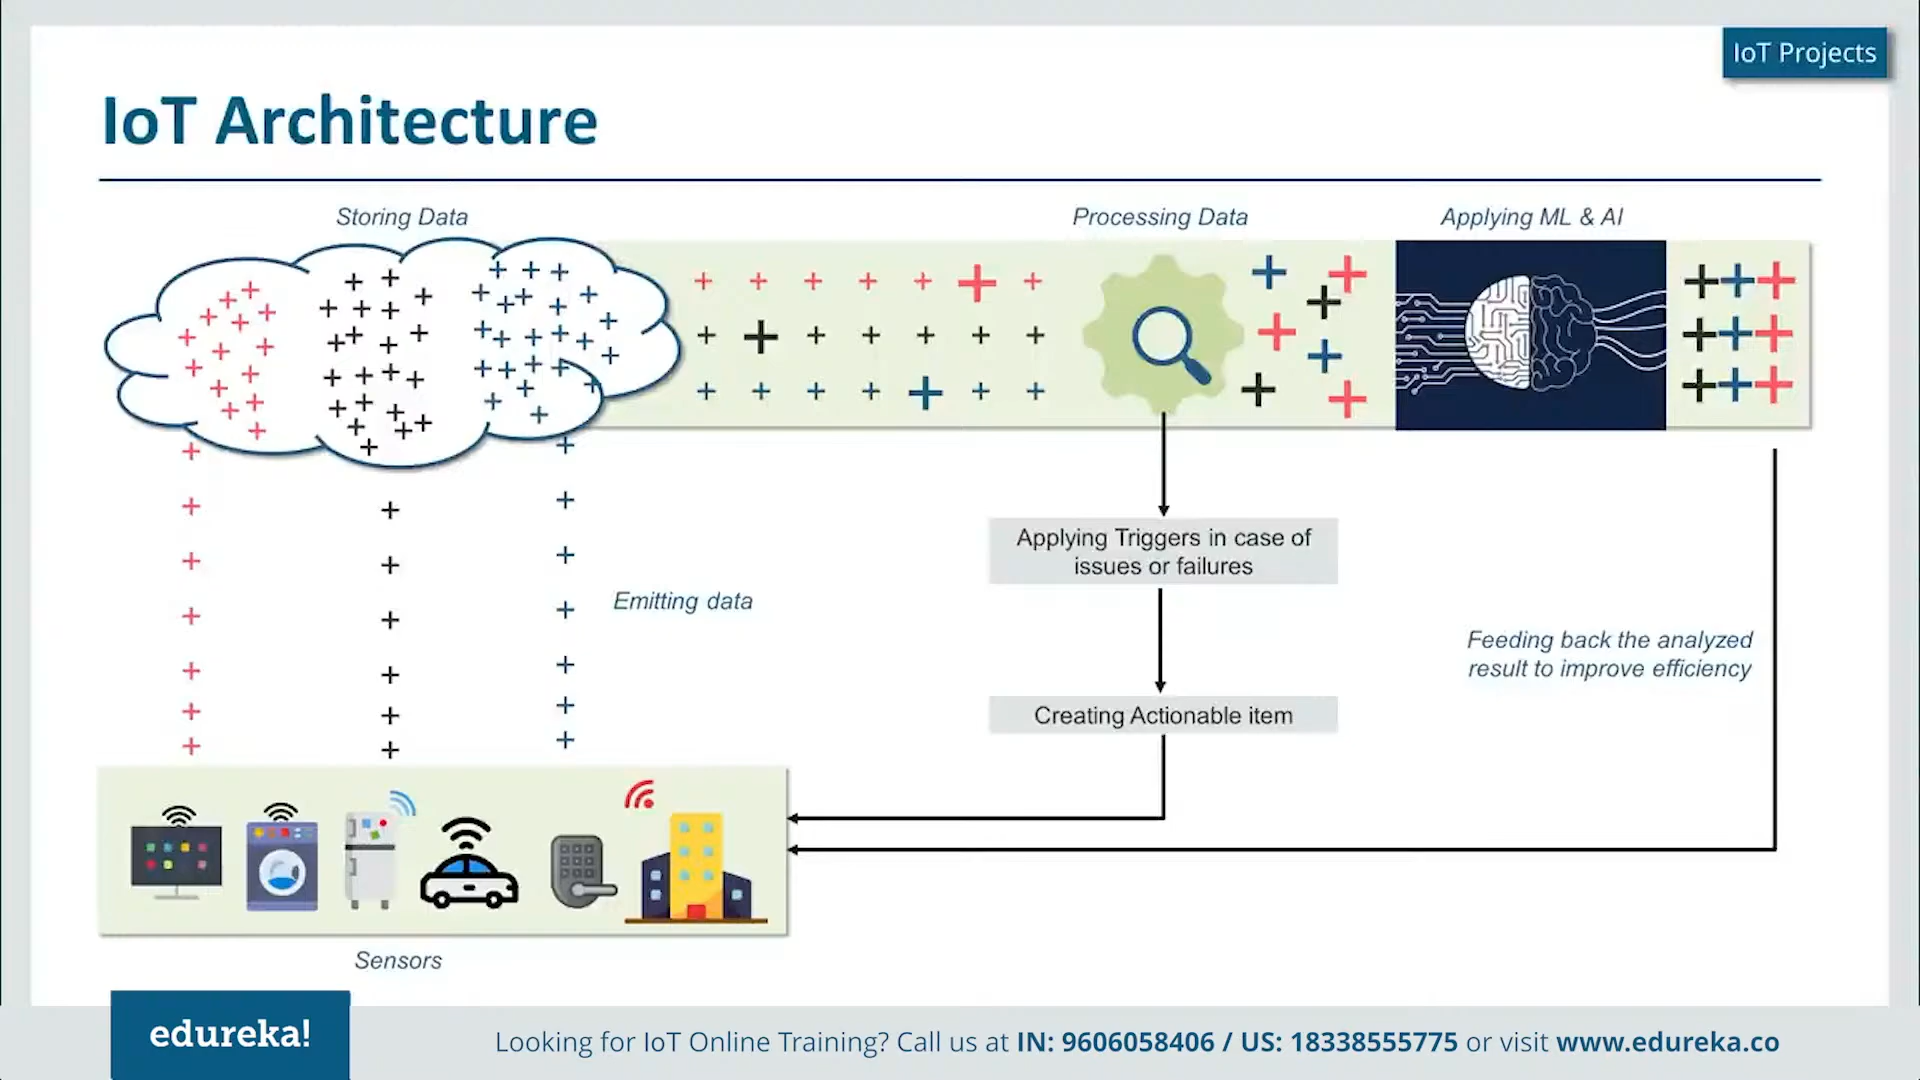 IoT Projects
IoT Architecture
Storing Data
Processing Data
Applying ML & AI
Applying Triggers in case of
issues or failures
Emitting data
Feeding back the analyzed
result to improve efficiency
Creating Actionable item
Sensors
edureka!
Looking for IoT Online Training? Call us at IN: 9606058406 / US: 18338555775 or visit www.edureka.co